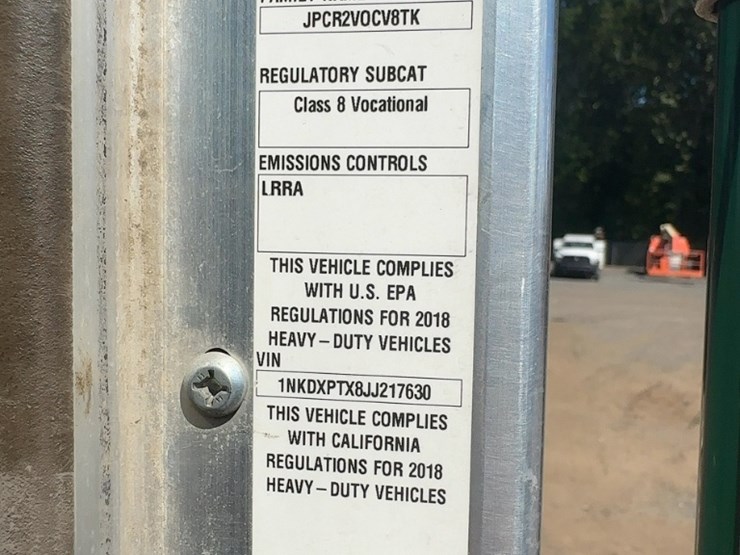 JPCR2VOCV8TK
REGULATORY SUBCAT
Class 8 Vocational
EMISSIONS CONTROLS
LRRA
THIS VEHICLE COMPLIES
WITH U.S. EPA
REGULATIONS FOR 2018
HEAVY – DUTY VEHICLES
VIN
1NKDXPTX8JJ217630
THIS VEHICLE COMPLIES
WITH CALIFORNIA
REGULATIONS FOR 2018
HEAVY – DUTY VEHICLES